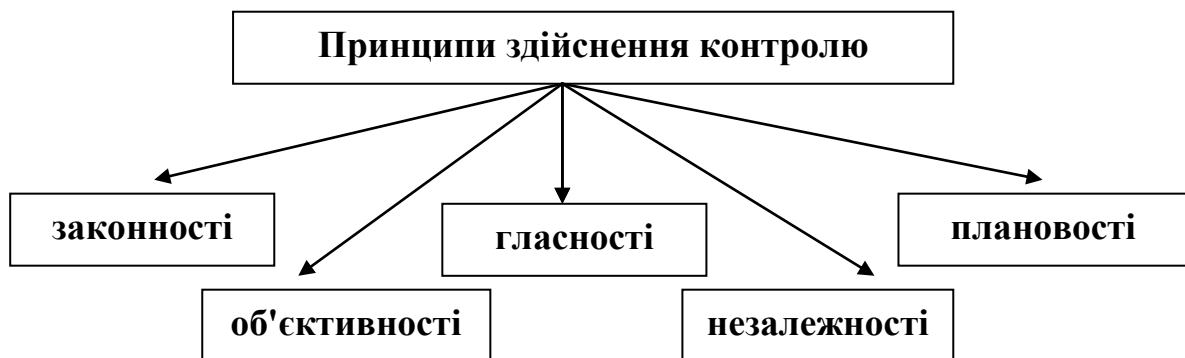 Принципи здійснення контролю
законності
гласності
плановості
об'єктивності
незалежності